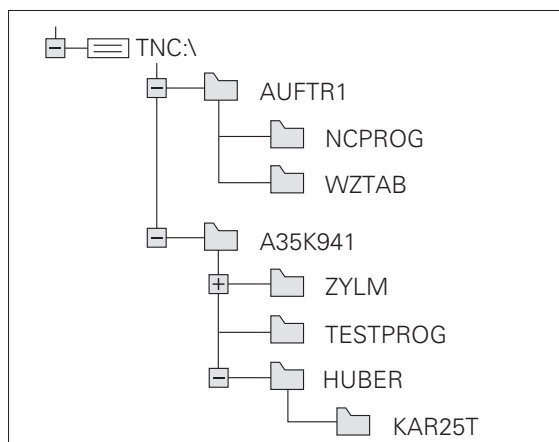 TNC:\
AUFTR1
NCPROG
WZTAB
A35K941
ZYLM
TESTPROG
HUBER
KAR25T